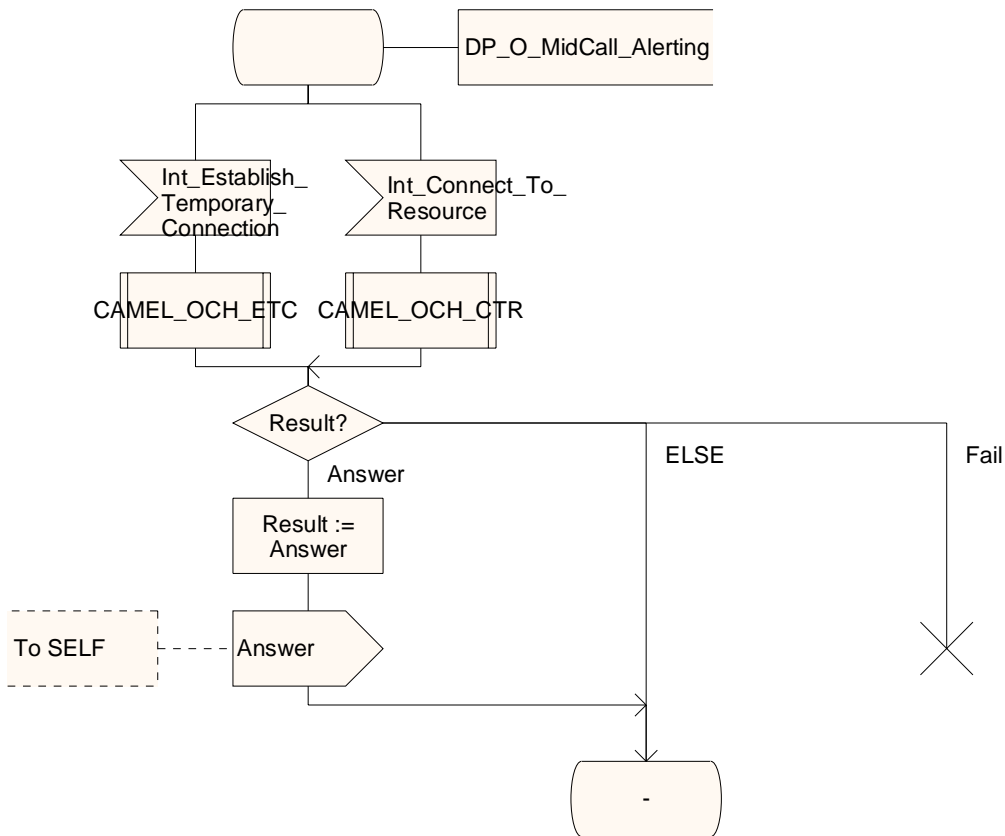 DP_O_MidCall_Alerting
Int_Establish_
Temporary_
Connection
Int_Connect_To_
Resource
CAMEL_OCH_ETC
CAMEL_OCH_CTR
Result?
ELSE
Fail
Answer
Result :=
Answer
To SELF
Answer
-